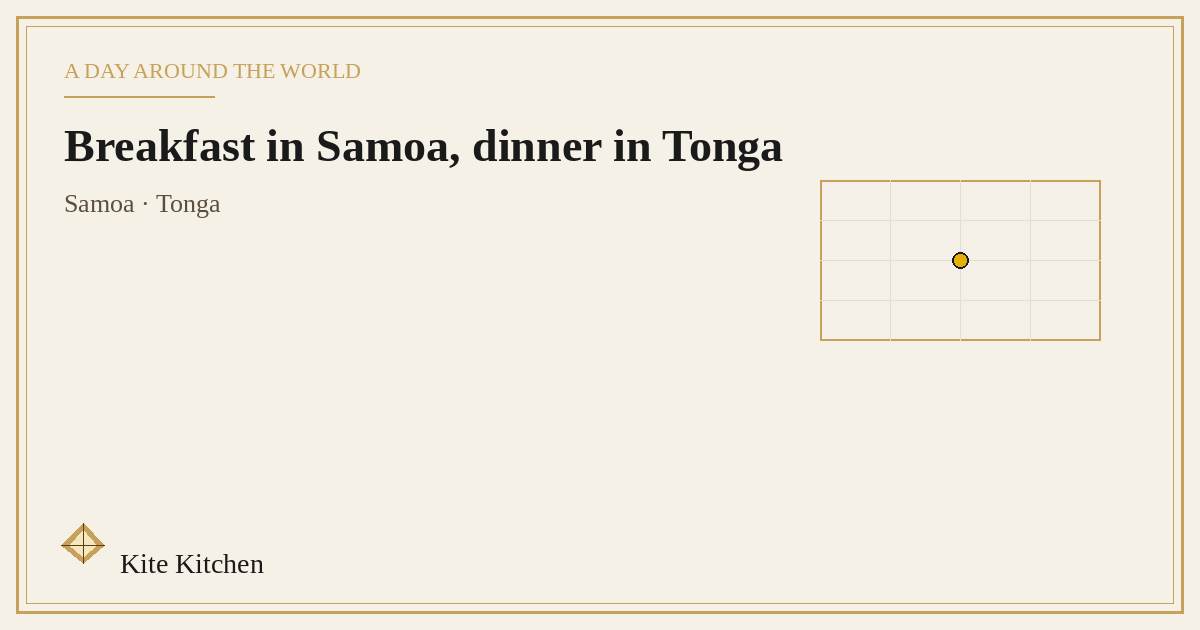 A DAY AROUND THE WORLD
Breakfast in Samoa, dinner in Tonga
Samoa · Tonga
Kite Kitchen